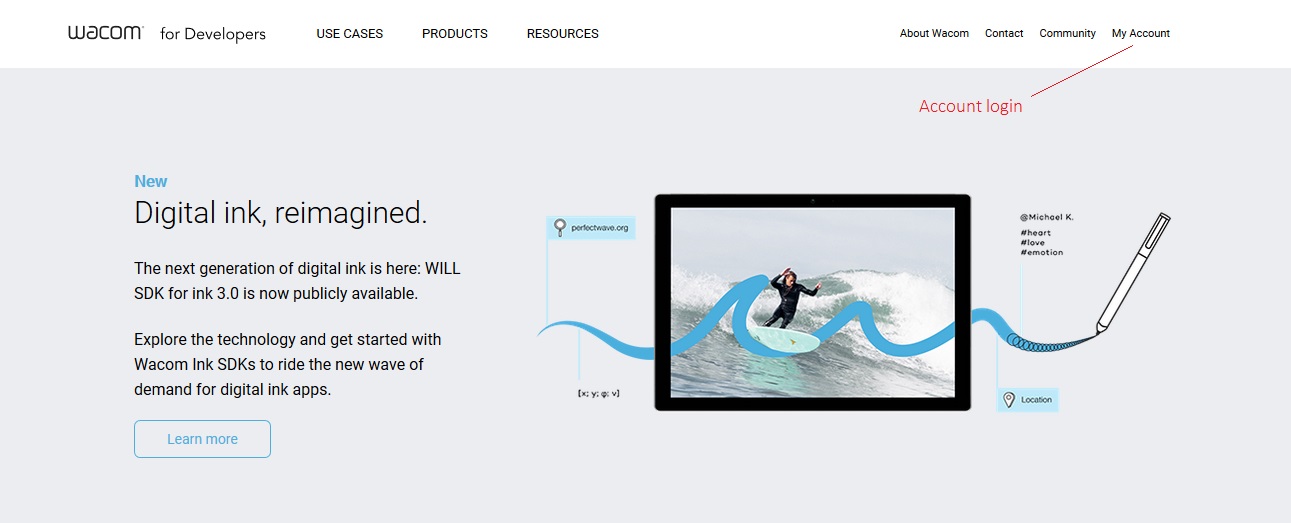 wacom for Developers USE CASES PRODUCTS RESOURCES About Wacom Contact Community My Account
Account login
New
Digital ink, reimagined.
The next generation of digital ink is here: WILL
SDK for ink 3.0 is now publicly available.
Explore the technology and get started with
Wacom Ink SDKs to ride the new wave of
demand for digital ink apps.
Learn more
perfectwave.org
[x; y; φ; v]
@Michael K.
#heart
#love
#emotion
Location